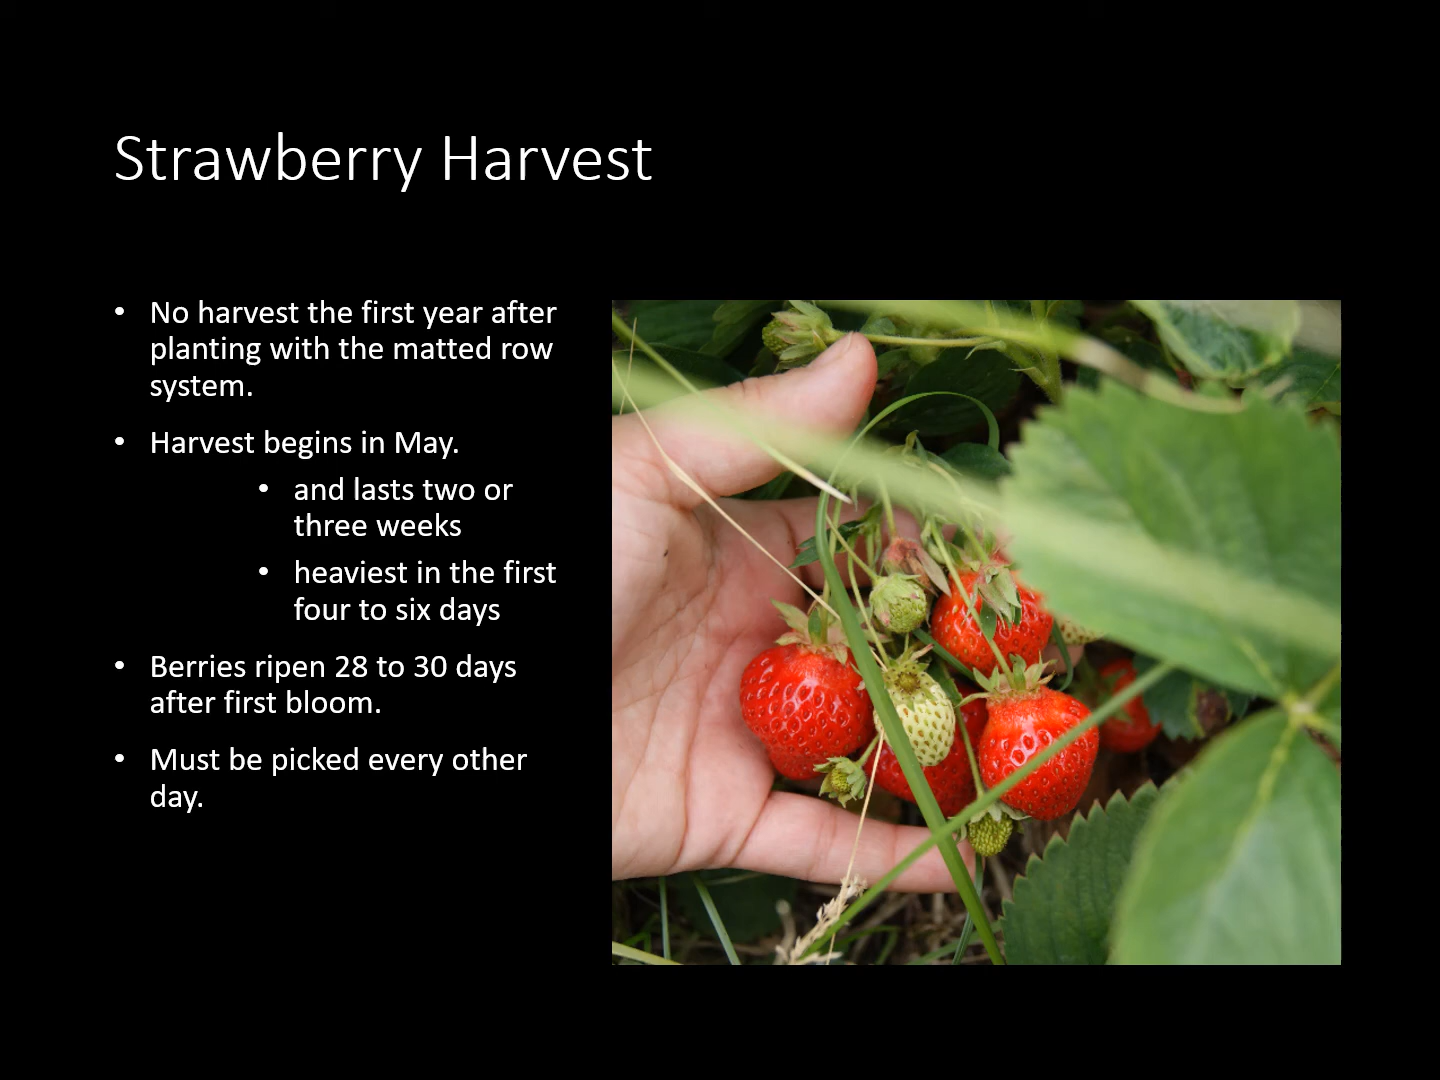 Strawberry Harvest
• No harvest the first year after
planting with the matted row
system.
• Harvest begins in May.
• and lasts two or
three weeks
• heaviest in the first
four to six days
• Berries ripen 28 to 30 days
after first bloom.
• Must be picked every other
day.